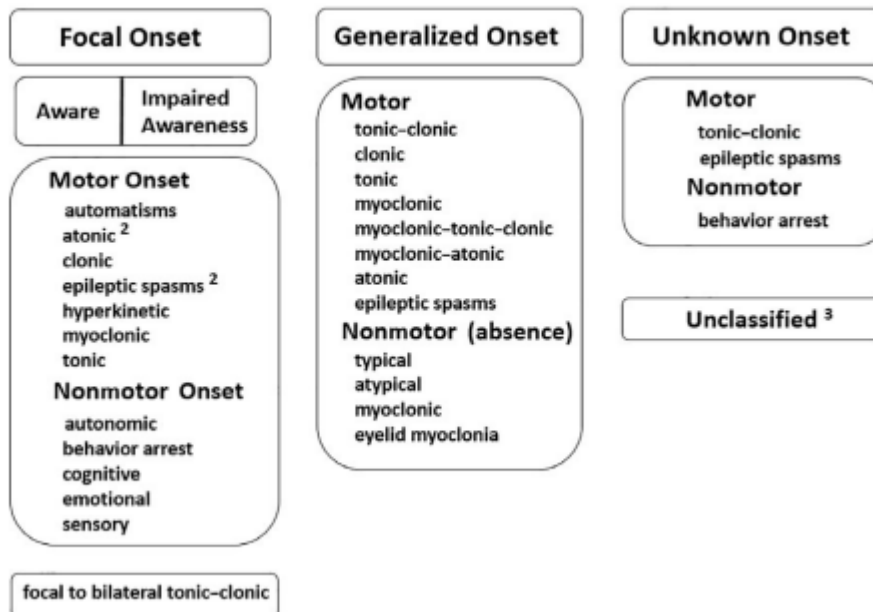 Focal Onset
Aware
Impaired
Awareness
Motor Onset
automatisms
atonic 2
clonic
epileptic spasms 2
hyperkinetic
myoclonic
tonic
Nonmotor Onset
autonomic
behavior arrest
cognitive
emotional
sensory
focal to bilateral tonic–clonic
Generalized Onset
Motor
tonic–clonic
clonic
tonic
myoclonic
myoclonic–tonic–clonic
myoclonic–atonic
atonic
epileptic spasms
Nonmotor (absence)
typical
atypical
myoclonic
eyelid myoclonia
Unknown Onset
Motor
tonic–clonic
epileptic spasms
Nonmotor
behavior arrest
Unclassified 3